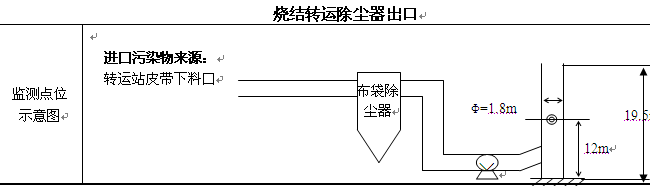 烧结转运除尘器出口
进口污染物来源：
转运站皮带下料口
监测点位
示意图
布袋除
尘器
Φ=1.8m
19.5
12m